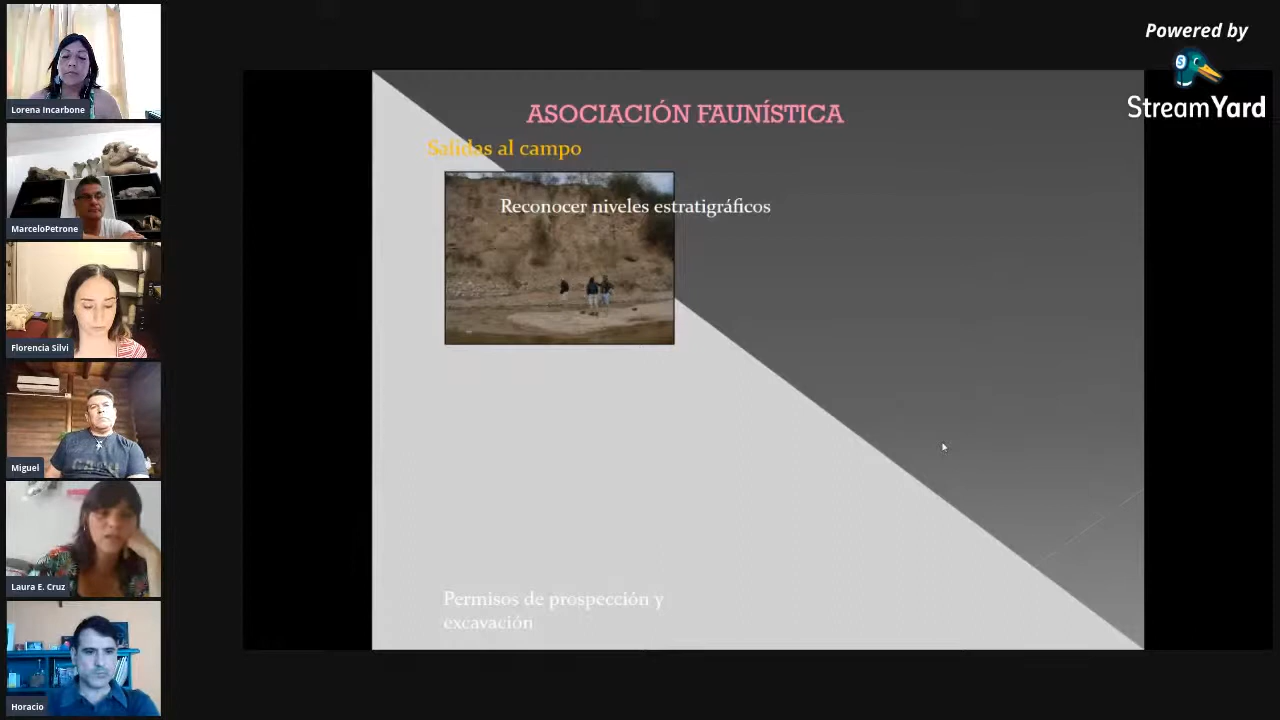 Lorena Incarbone
MarceloPetrone
Florencia Silvi
Miguel
Laura E. Cruz
Horacio
ASOCIACIÓN FAUNÍSTICA
Salidas al campo
Reconocer niveles estratigráficos
Permisos de prospección y
excavación
Powered by
StreamYard